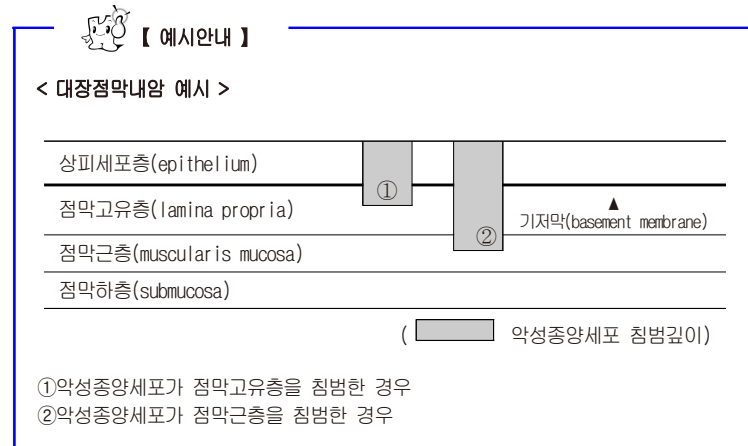 【 예시안내 】
< 대장점막내암 예시 >
상피세포층(epithelium)
①
점막고유층(lamina propria)
▲
기저막(basement membrane)
②
점막근층(muscularis mucosa)
점막하층(submucosa)
( 악성종양세포 침범깊이)
①악성종양세포가 점막고유층을 침범한 경우
②악성종양세포가 점막근층을 침범한 경우